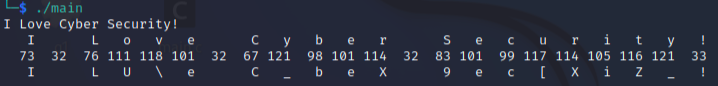 └─$ ./main
I Love Cyber Security!
I L o v e C y b e r S e c u r i t y !
73 32 76 111 118 101 32 67 121 98 101 114 32 83 101 99 117 114 105 116 121 33
I L U \ e C _ b e X 9 e c [ X i Z _ !